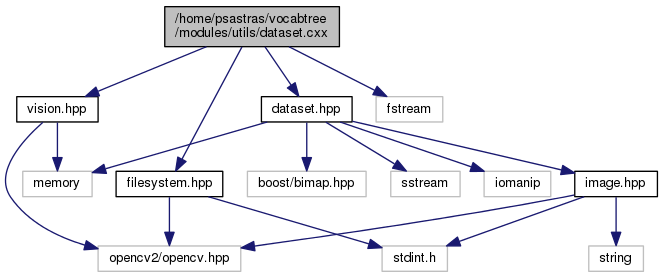 /home/psastras/vocabtree
/modules/utils/dataset.cxx
vision.hpp
dataset.hpp
fstream
memory
filesystem.hpp
boost/bimap.hpp
sstream
iomanip
image.hpp
opencv2/opencv.hpp
stdint.h
string